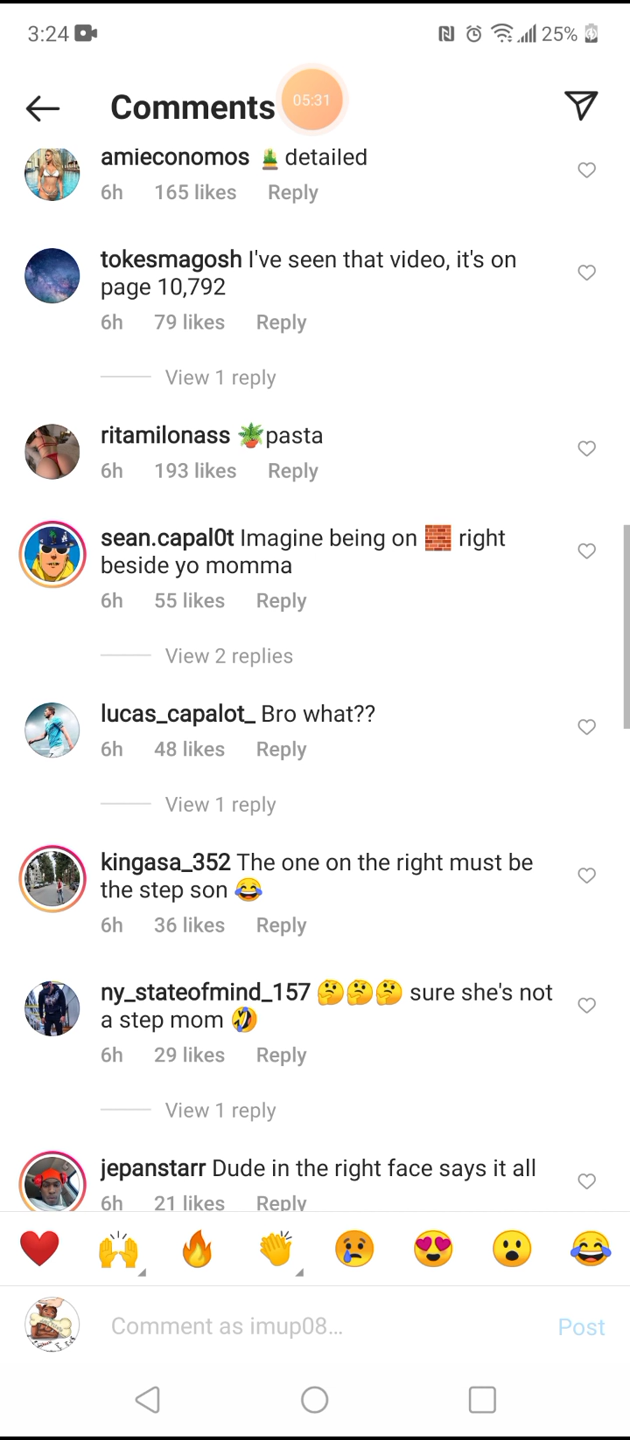 3:24 25%
Comments 05:31
amieconomos detailed
6h 165 likes Reply
tokesmagosh I've seen that video, it's on
page 10,792
6h 79 likes Reply
View 1 reply
ritamilonass 🪴pasta
6h 193 likes Reply
sean.capal0t Imagine being on 🧱 right
beside yo momma
6h 55 likes Reply
View 2 replies
lucas_capalot_ Bro what??
6h 48 likes Reply
View 1 reply
kingasa_352 The one on the right must be
the step son 😂
6h 36 likes Reply
ny_stateofmind_157 🤔🤔🤔 sure she's not
a step mom 🤣
6h 29 likes Reply
View 1 reply
jepanstarr Dude in the right face says it all
6h 21 likes Reply
Comment as imup08...
Post